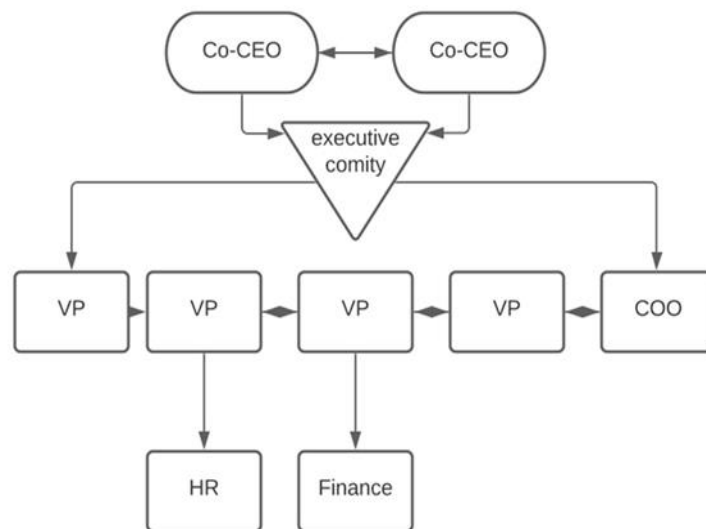 Co-CEO
Co-CEO
executive
comity
VP
VP
VP
VP
COO
HR
Finance